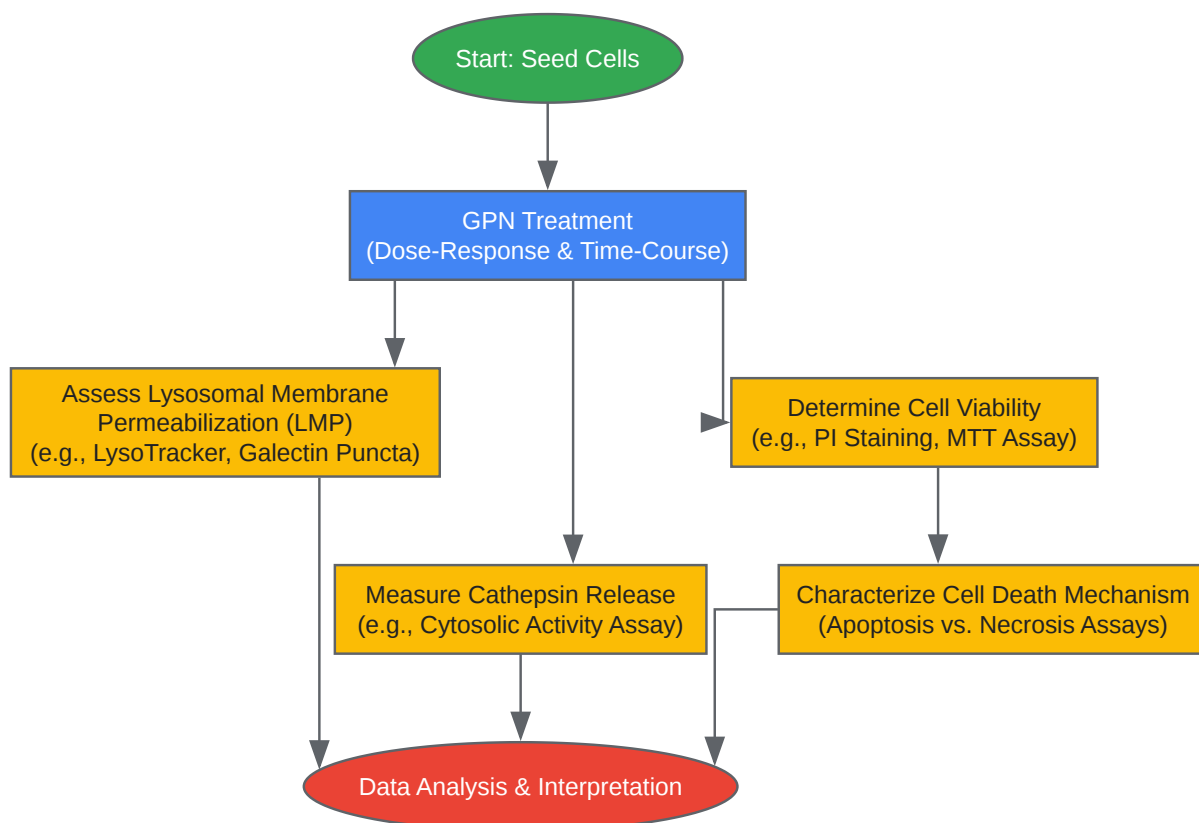 Start: Seed Cells
GPN Treatment
(Dose-Response & Time-Course)
Assess Lysosomal Membrane
Permeabilization (LMP)
(e.g., LysoTracker, Galectin Puncta)
Determine Cell Viability
(e.g., PI Staining, MTT Assay)
Measure Cathepsin Release
(e.g., Cytosolic Activity Assay)
Characterize Cell Death Mechanism
(Apoptosis vs. Necrosis Assays)
Data Analysis & Interpretation